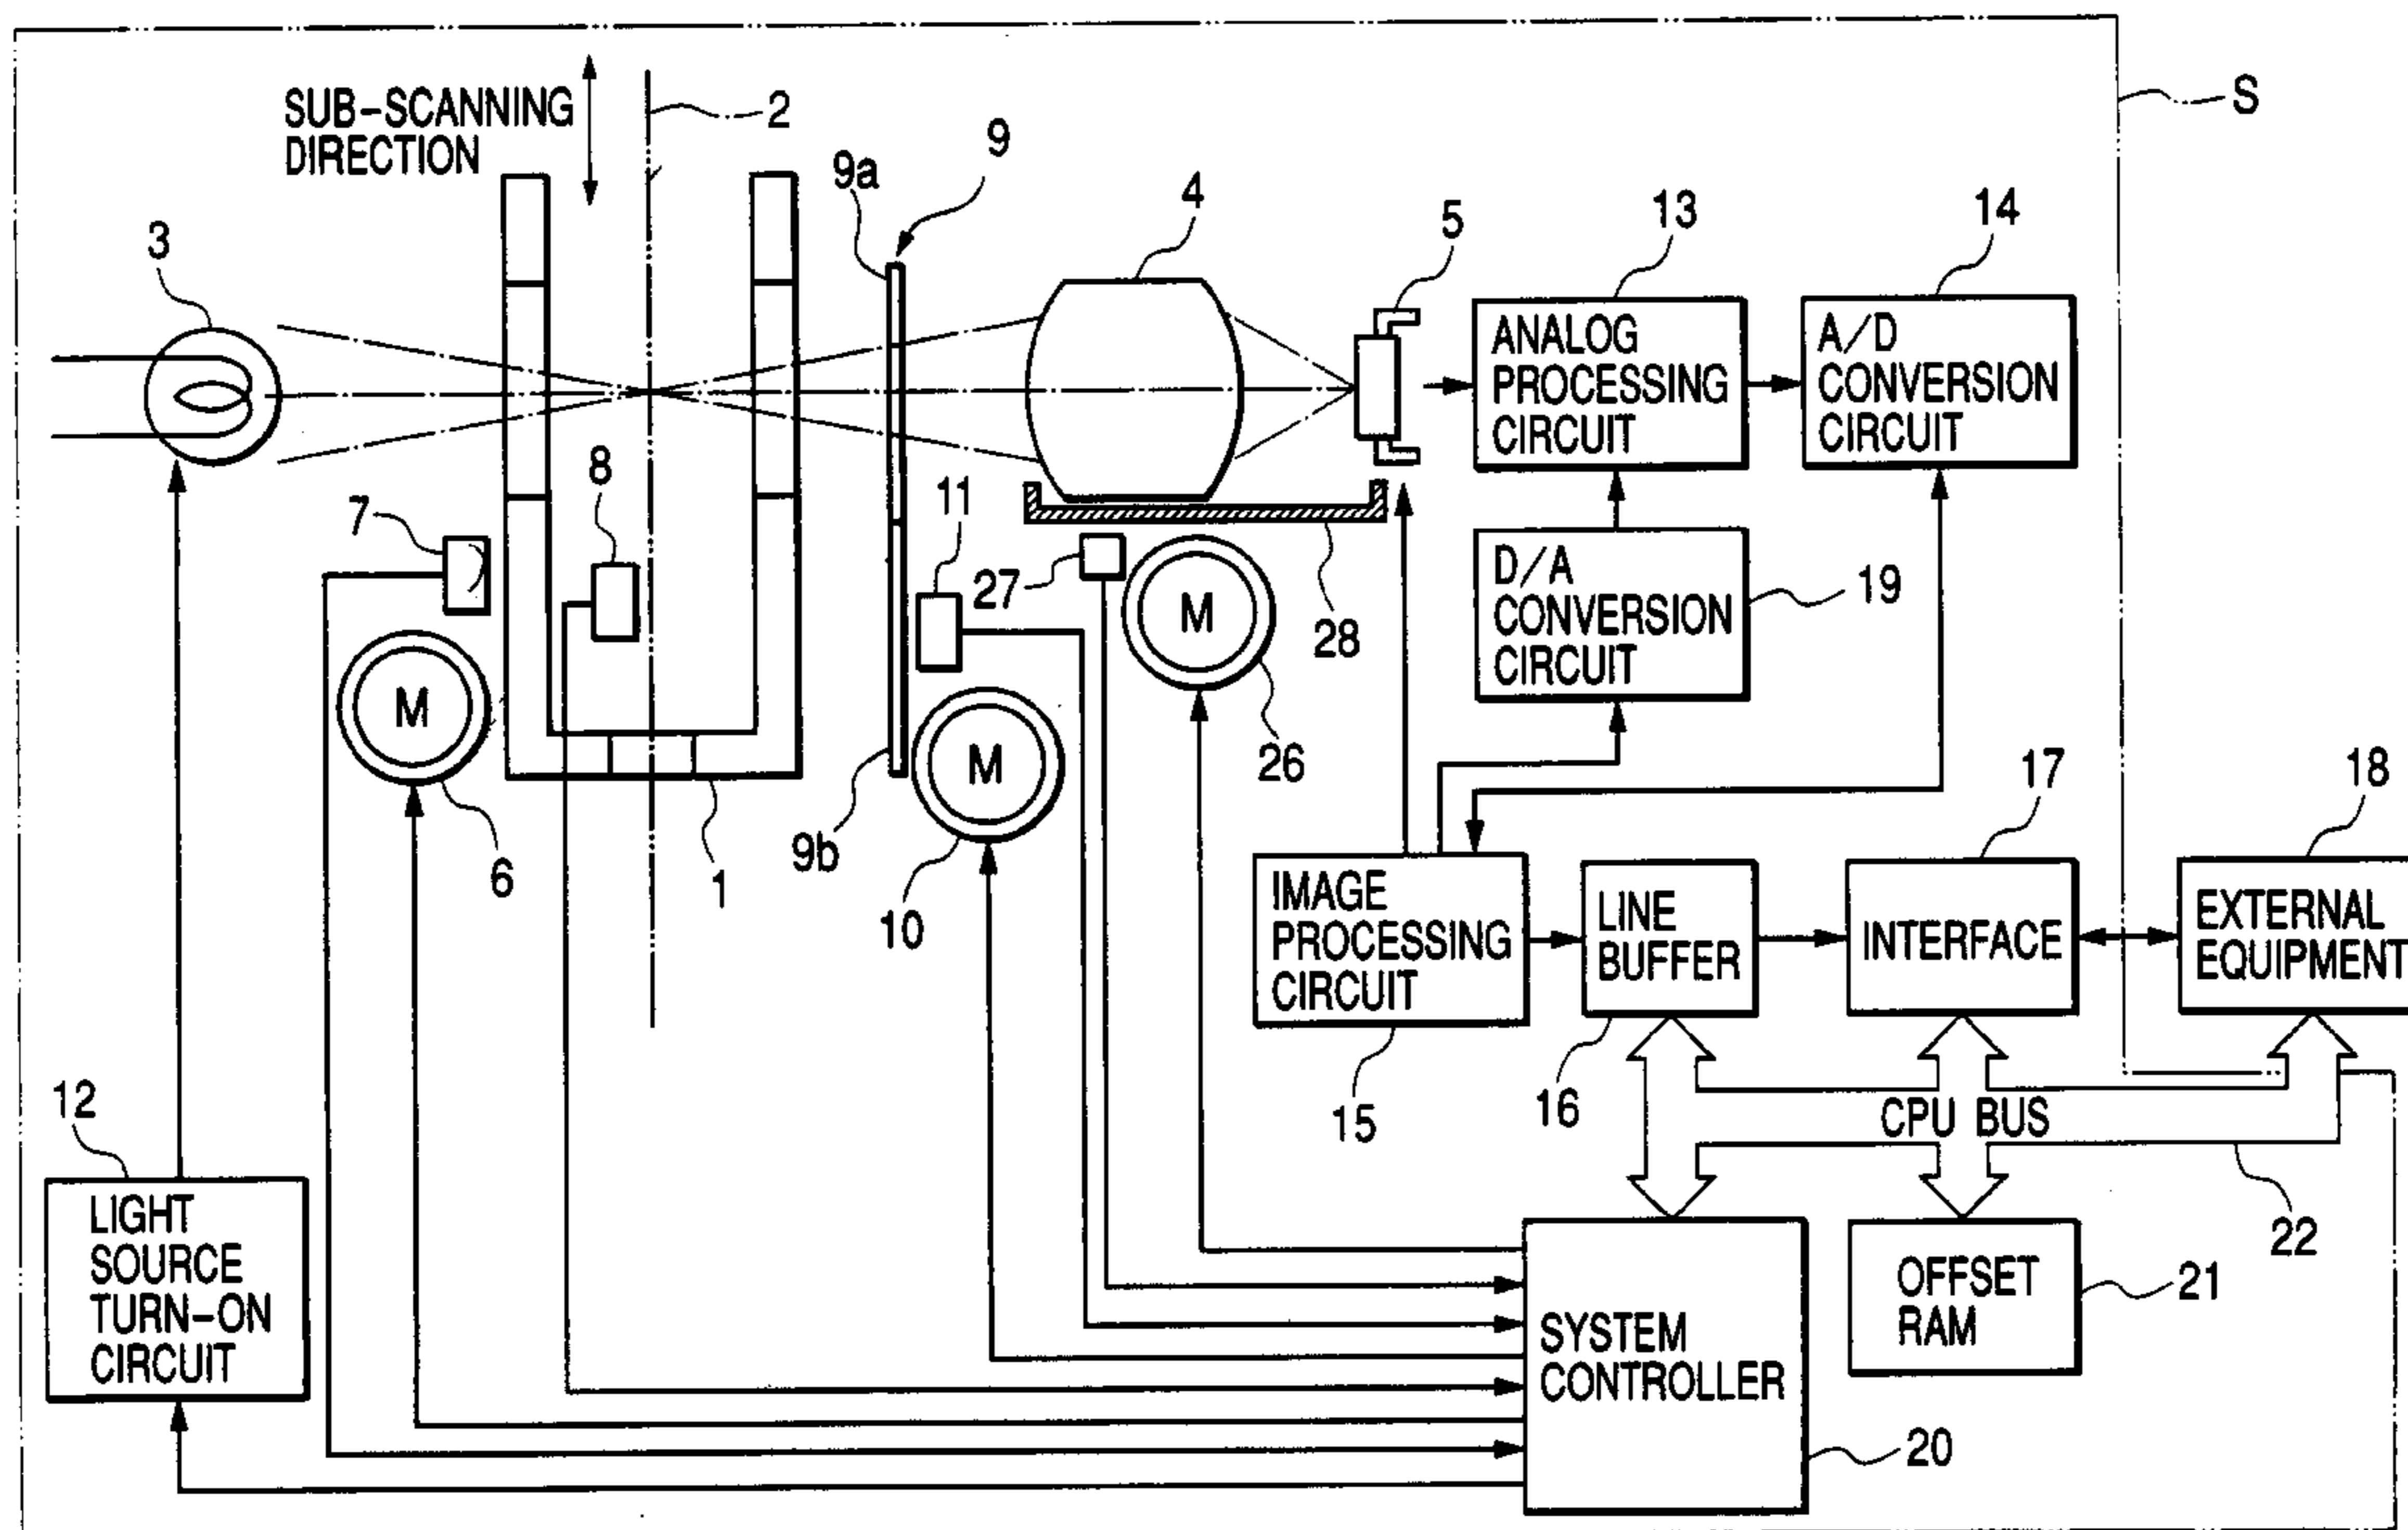 S
SUB-SCANNING
DIRECTION
2
9
9a
4
5
13
14
3
ANALOG
PROCESSING
CIRCUIT
A/D
CONVERSION
CIRCUIT
7
8
11
27
28
D/A
CONVERSION
CIRCUIT
19
M
M
M
26
6
1
9b
10
17
18
IMAGE
PROCESSING
CIRCUIT
LINE
BUFFER
INTERFACE
EXTERNAL
EQUIPMENT
15
16
CPU BUS
22
12
LIGHT
SOURCE
TURN-ON
CIRCUIT
SYSTEM
CONTROLLER
OFFSET
RAM
21
20